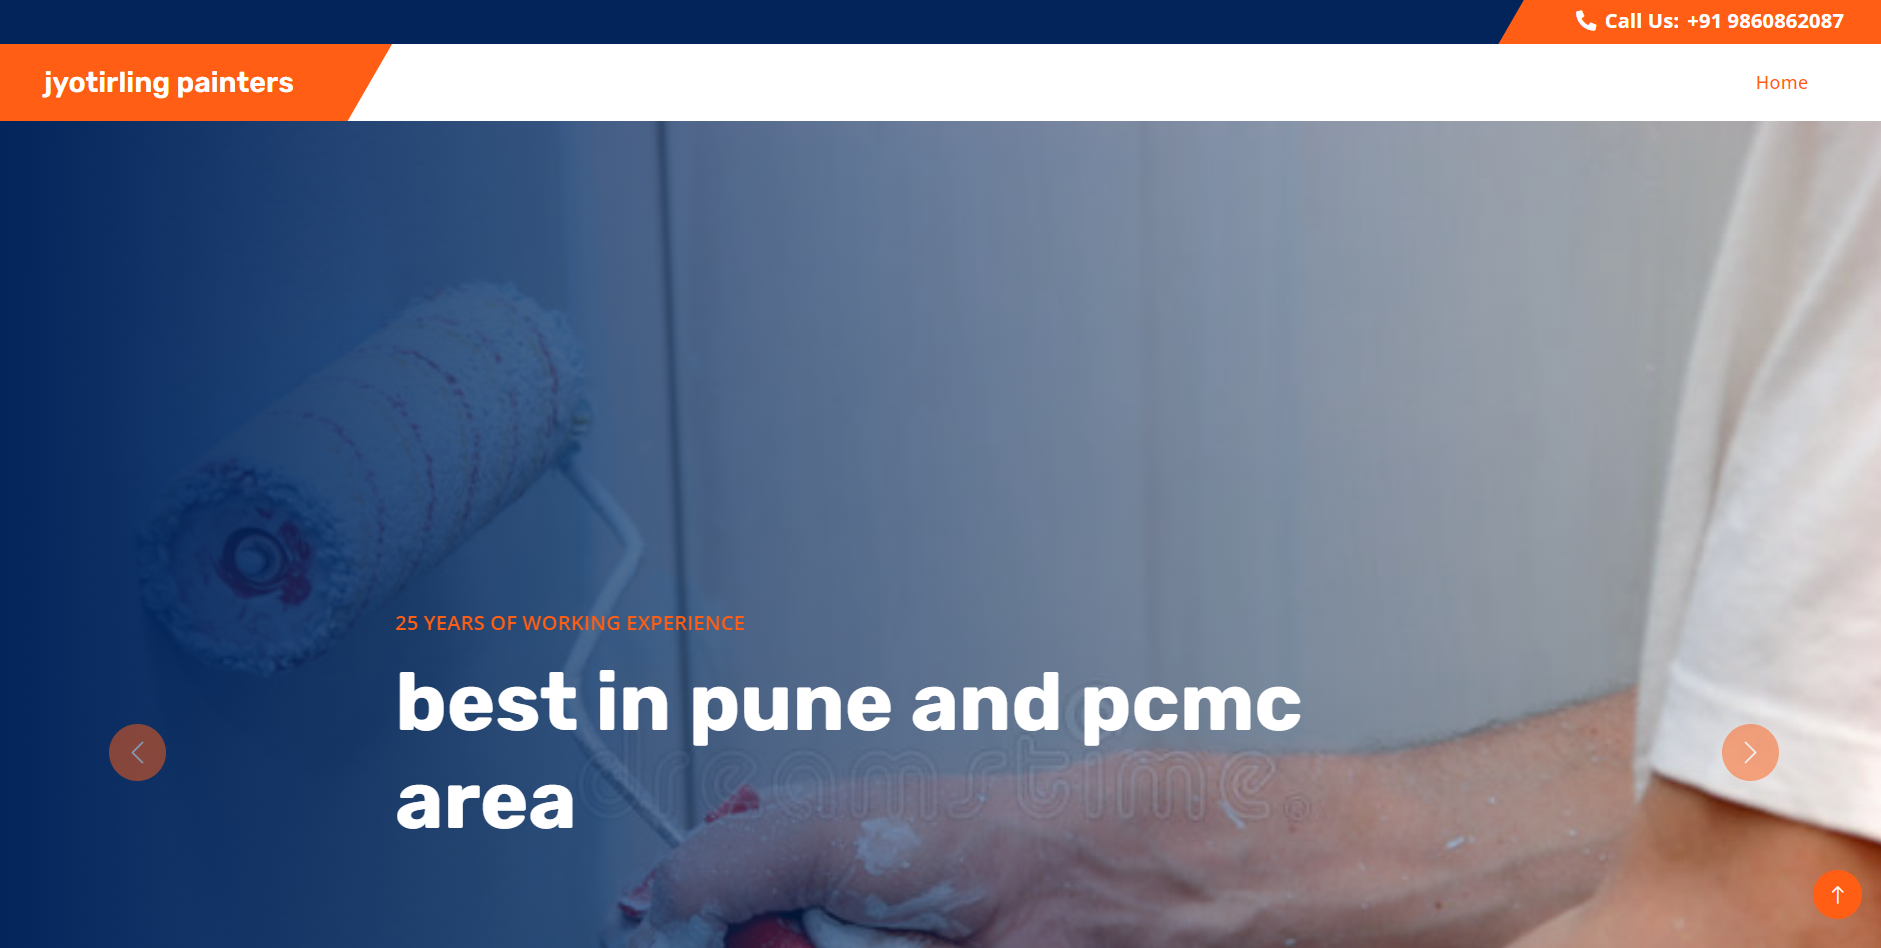 Call Us: +91 9860862087
jyotirling painters
Home
25 YEARS OF WORKING EXPERIENCE
best in pune and pcmc
area
dreamstime